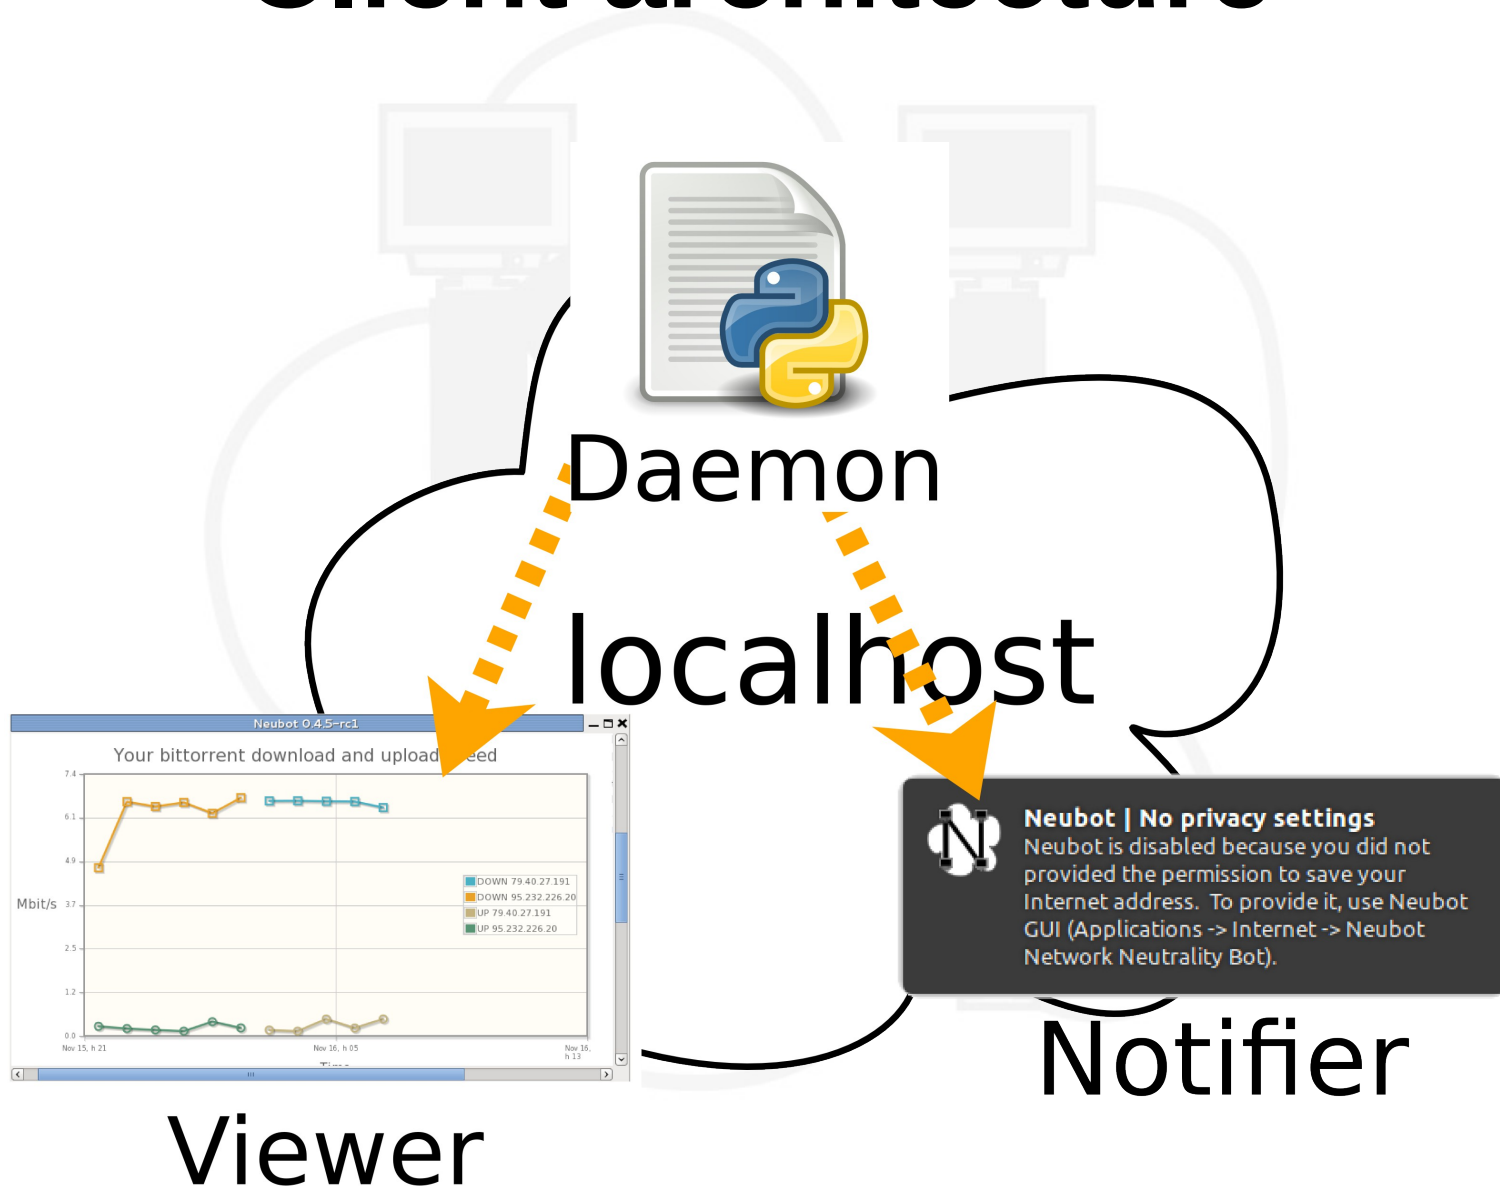 Client architecture
Daemon
localhost
Neubot 0.4.5-rc1
Your bittorrent download and upload
7.4
6.1
4.9
Mbit/s 3.7
2.5
1.2
0.0
DOWN 79.40.27.191
DOWN 95.232.226.20
UP 79.40.27.191
UP 95.232.226.20
Nov 15, h 21
Nov 16, h 05
Nov 16,
h 13
Time
N
Neubot | No privacy settings
Neubot is disabled because you did not
provided the permission to save your
Internet address. To provide it, use Neubot
GUI (Applications -> Internet -> Neubot
Network Neutrality Bot).
Notifier
Viewer